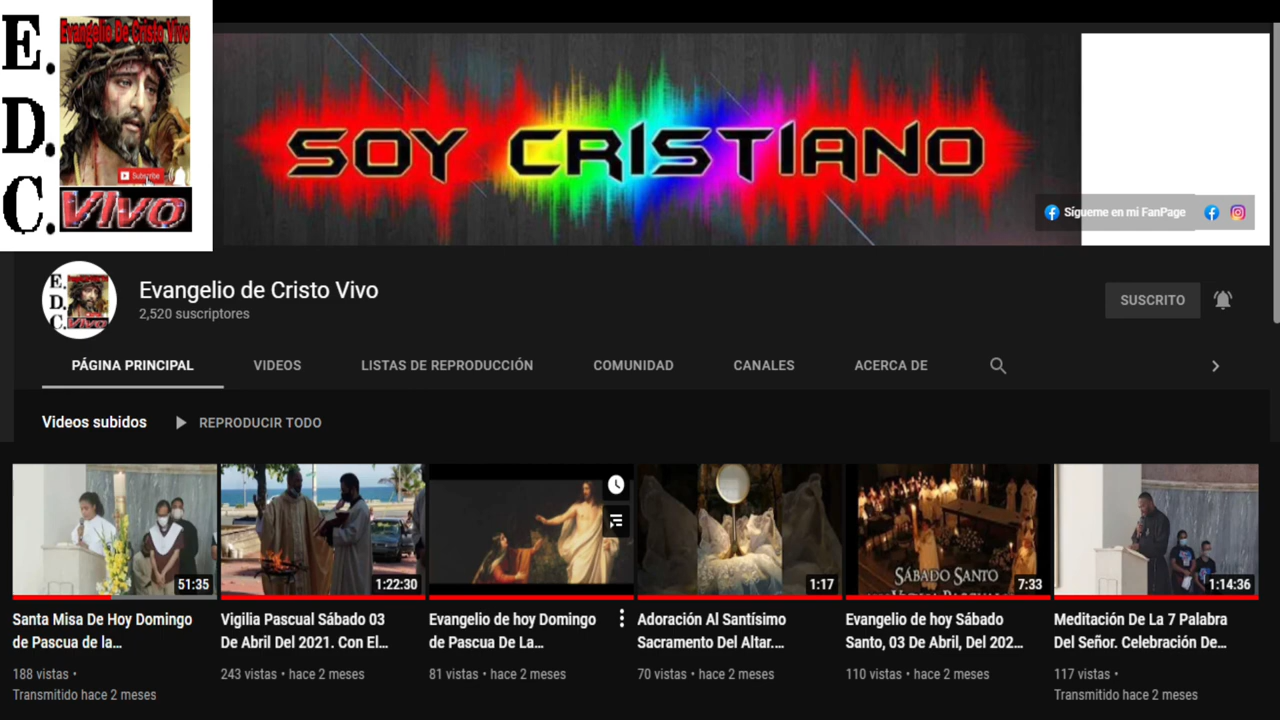 E.
D.
C.
Evangelio De Cristo Vivo
Subscribe
Vivo
SOY CRISTIANO
Sígueme en mi FanPage
E.
D.
C.
Vivo
Evangelio de Cristo Vivo
2,520 suscriptores
SUSCRITO
PÁGINA PRINCIPAL VIDEOS LISTAS DE REPRODUCCIÓN COMUNIDAD CANALES ACERCA DE
Videos subidos REPRODUCIR TODO
51:35
1:22:30
1:17
SÁBADO SANTO
7:33
1:14:36
Santa Misa De Hoy Domingo
de Pascua de la...
188 vistas •
Transmitido hace 2 meses
Vigilia Pascual Sábado 03
De Abril Del 2021. Con El...
243 vistas • hace 2 meses
Evangelio de hoy Domingo
de Pascua De La...
81 vistas • hace 2 meses
Adoración Al Santísimo
Sacramento Del Altar....
70 vistas • hace 2 meses
Evangelio de hoy Sábado
Santo, 03 De Abril, Del 202...
110 vistas • hace 2 meses
Meditación De La 7 Palabra
Del Señor. Celebración De...
117 vistas •
Transmitido hace 2 meses